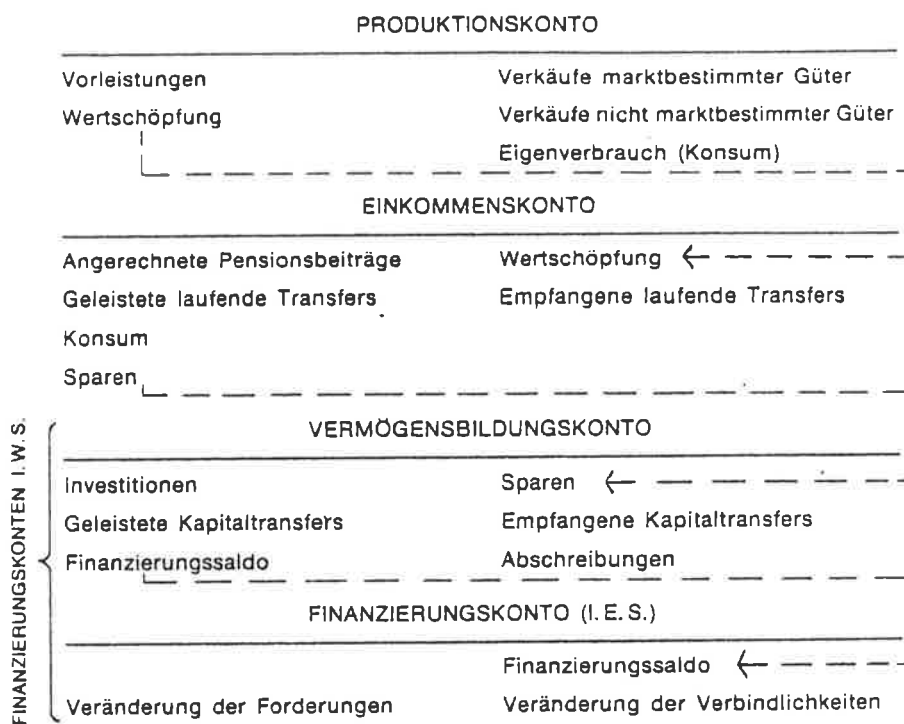 PRODUKTIONSKONTO
Vorleistungen Verkäufe marktbestimmter Güter
Wertschöpfung Verkäufe nicht marktbestimmter Güter
Eigenverbrauch (Konsum)
EINKOMMENSKONTO
Angerechnete Pensionsbeiträge Wertschöpfung
Geleistete laufende Transfers Empfangene laufende Transfers
Konsum
Sparen
FINANZIERUNGSKONTEN I.W.S.
VERMÖGENSBILDUNGSKONTO
Investitionen Sparen
Geleistete Kapitaltransfers Empfangene Kapitaltransfers
Finanzierungssaldo Abschreibungen
FINANZIERUNGSKONTO (I.E.S.)
Finanzierungssaldo
Veränderung der Forderungen Veränderung der Verbindlichkeiten